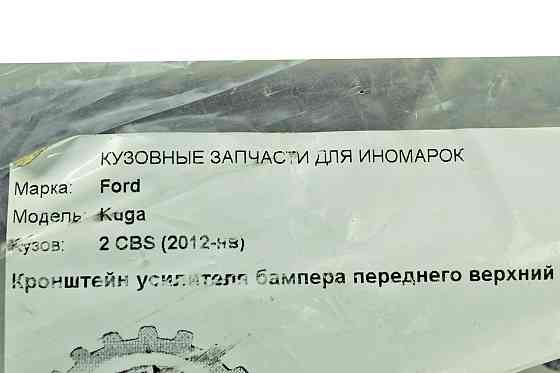 КУЗОВНЫЕ ЗАПЧАСТИ ДЛЯ ИНОМАРОК
Марка: Ford
Модель: Kuga
Кузов: 2 CBS (2012-нв)
Кронштейн усилителя бампера переднего верхний